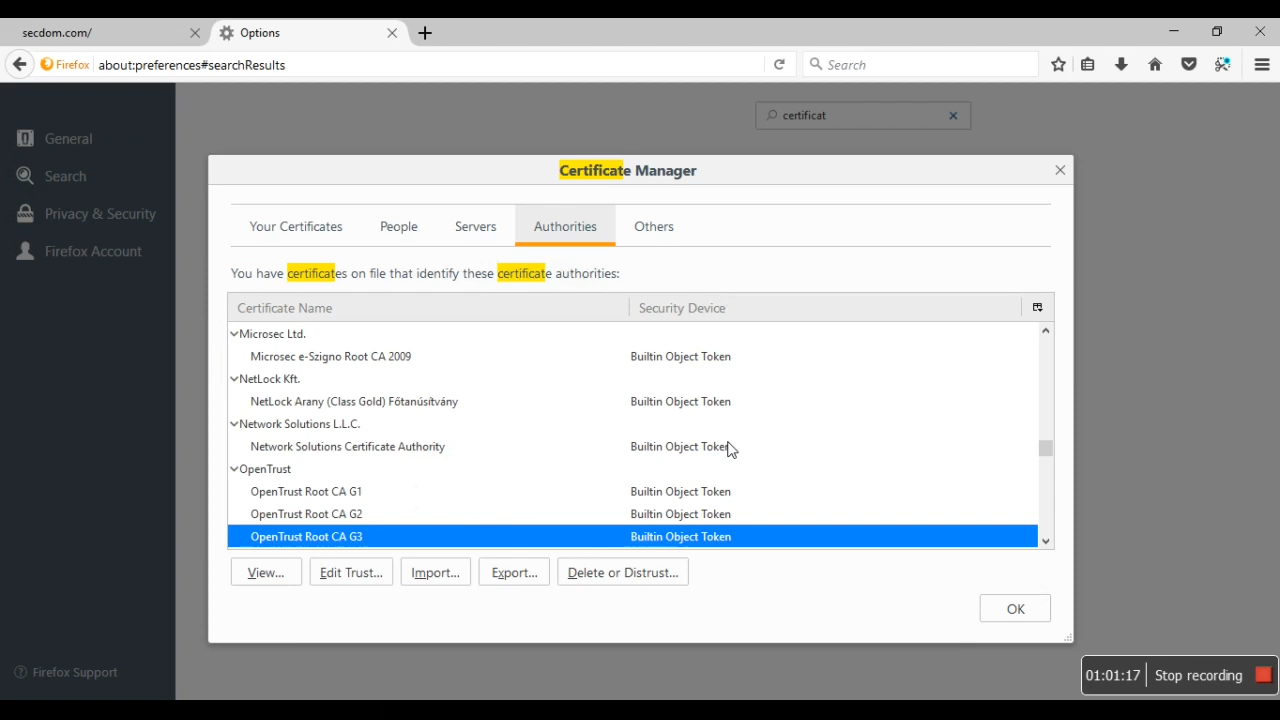 secdom.com/
Options
Firefox
about:preferences#searchResults
Search
General
Search
Privacy & Security
Firefox Account
certificat
Certificate Manager
Your Certificates
People
Servers
Authorities
Others
You have certificates on file that identify these certificate authorities:
Certificate Name
Security Device
Microsec Ltd.
Microsec e-Szigno Root CA 2009
Builtin Object Token
NetLock Kft.
NetLock Arany (Class Gold) Főtanúsítvány
Builtin Object Token
Network Solutions L.L.C.
Network Solutions Certificate Authority
Builtin Object Token
OpenTrust
OpenTrust Root CA G1
Builtin Object Token
OpenTrust Root CA G2
Builtin Object Token
OpenTrust Root CA G3
Builtin Object Token
View...
Edit Trust...
Import...
Export...
Delete or Distrust...
OK
Firefox Support
01:01:17
Stop recording